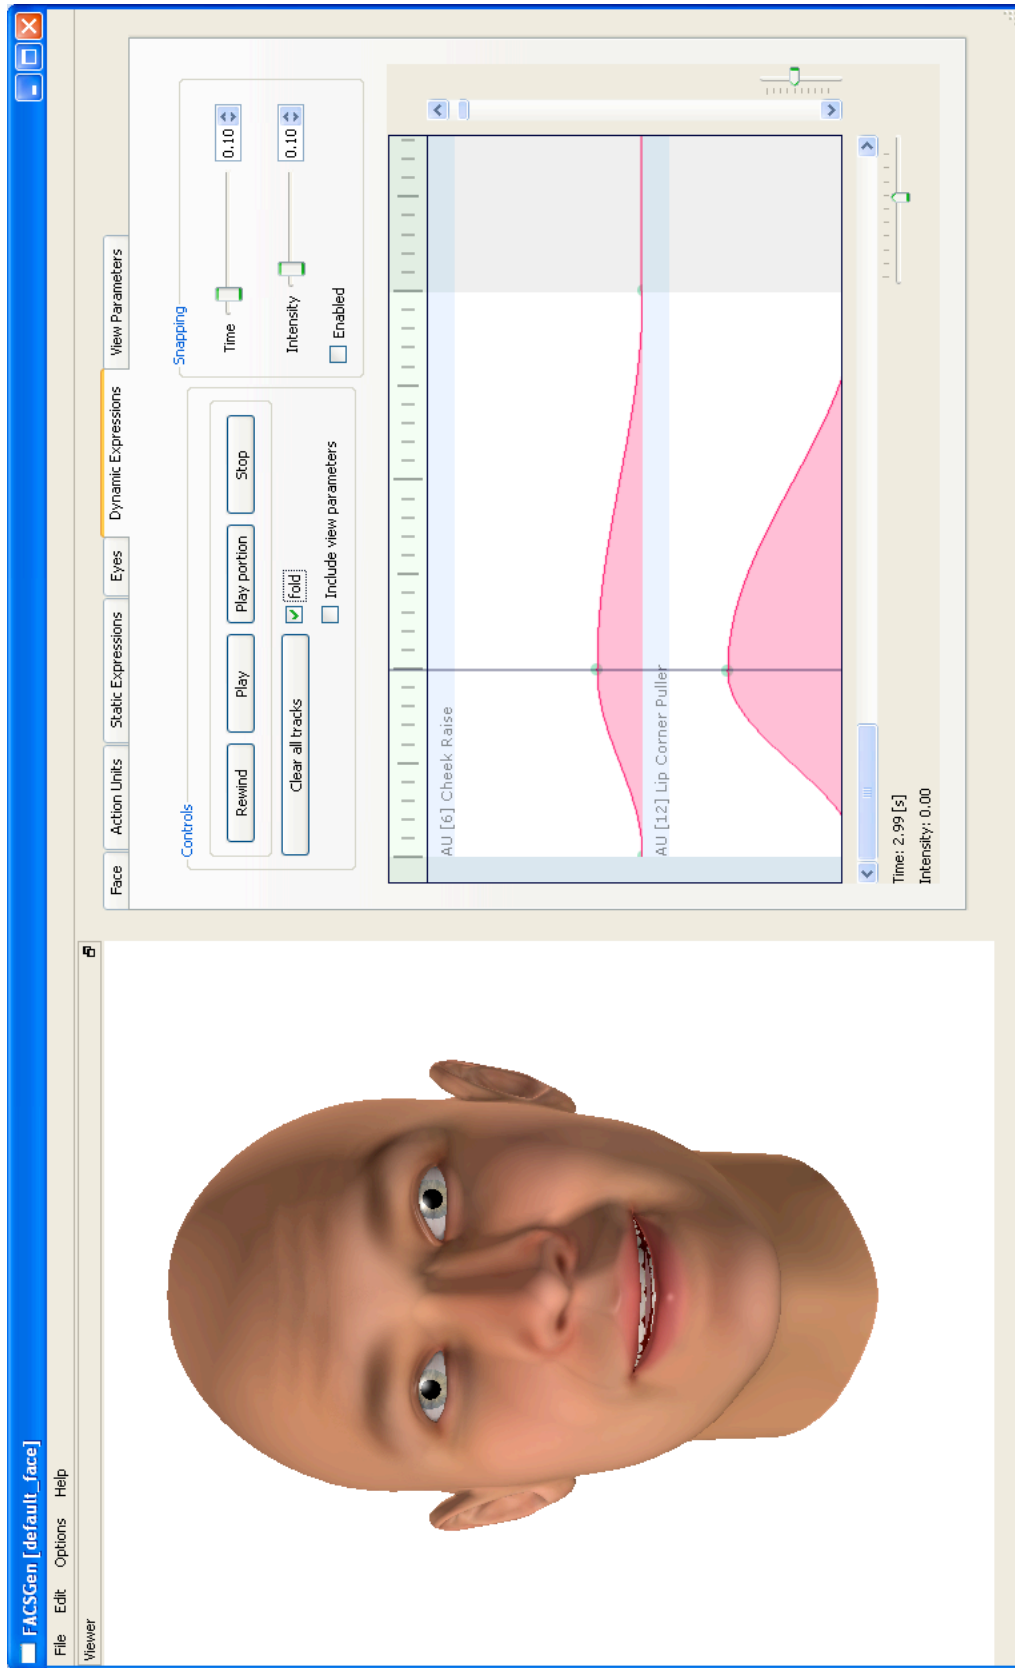 FACSGen [default_face]
File Edit Options Help
Viewer
Face Action Units Static Expressions Eyes Dynamic Expressions View Parameters
Controls
Rewind Play Play portion Stop
Clear all tracks Fold
Include view parameters
Snapping
Time 0.10
Intensity 0.10
Enabled
AU [6] Cheek Raise
AU [12] Lip Corner Puller
Time: 2.99 [s]
Intensity: 0.00